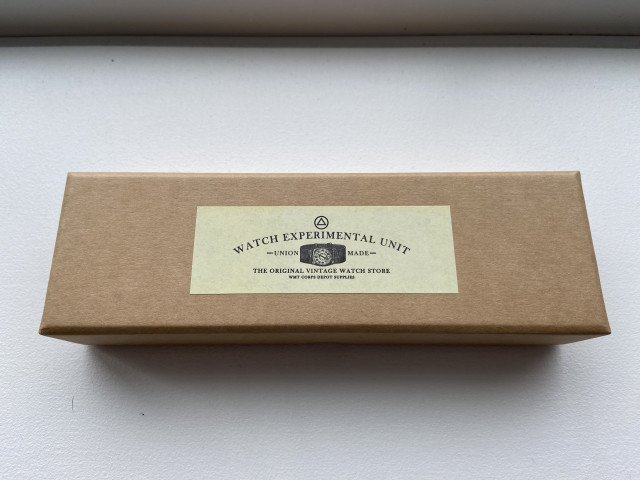 WATCH EXPERIMENTAL UNIT
UNION MADE
THE ORIGINAL VINTAGE WATCH STORE
WMT CORPS DEPOT SUPPLIES